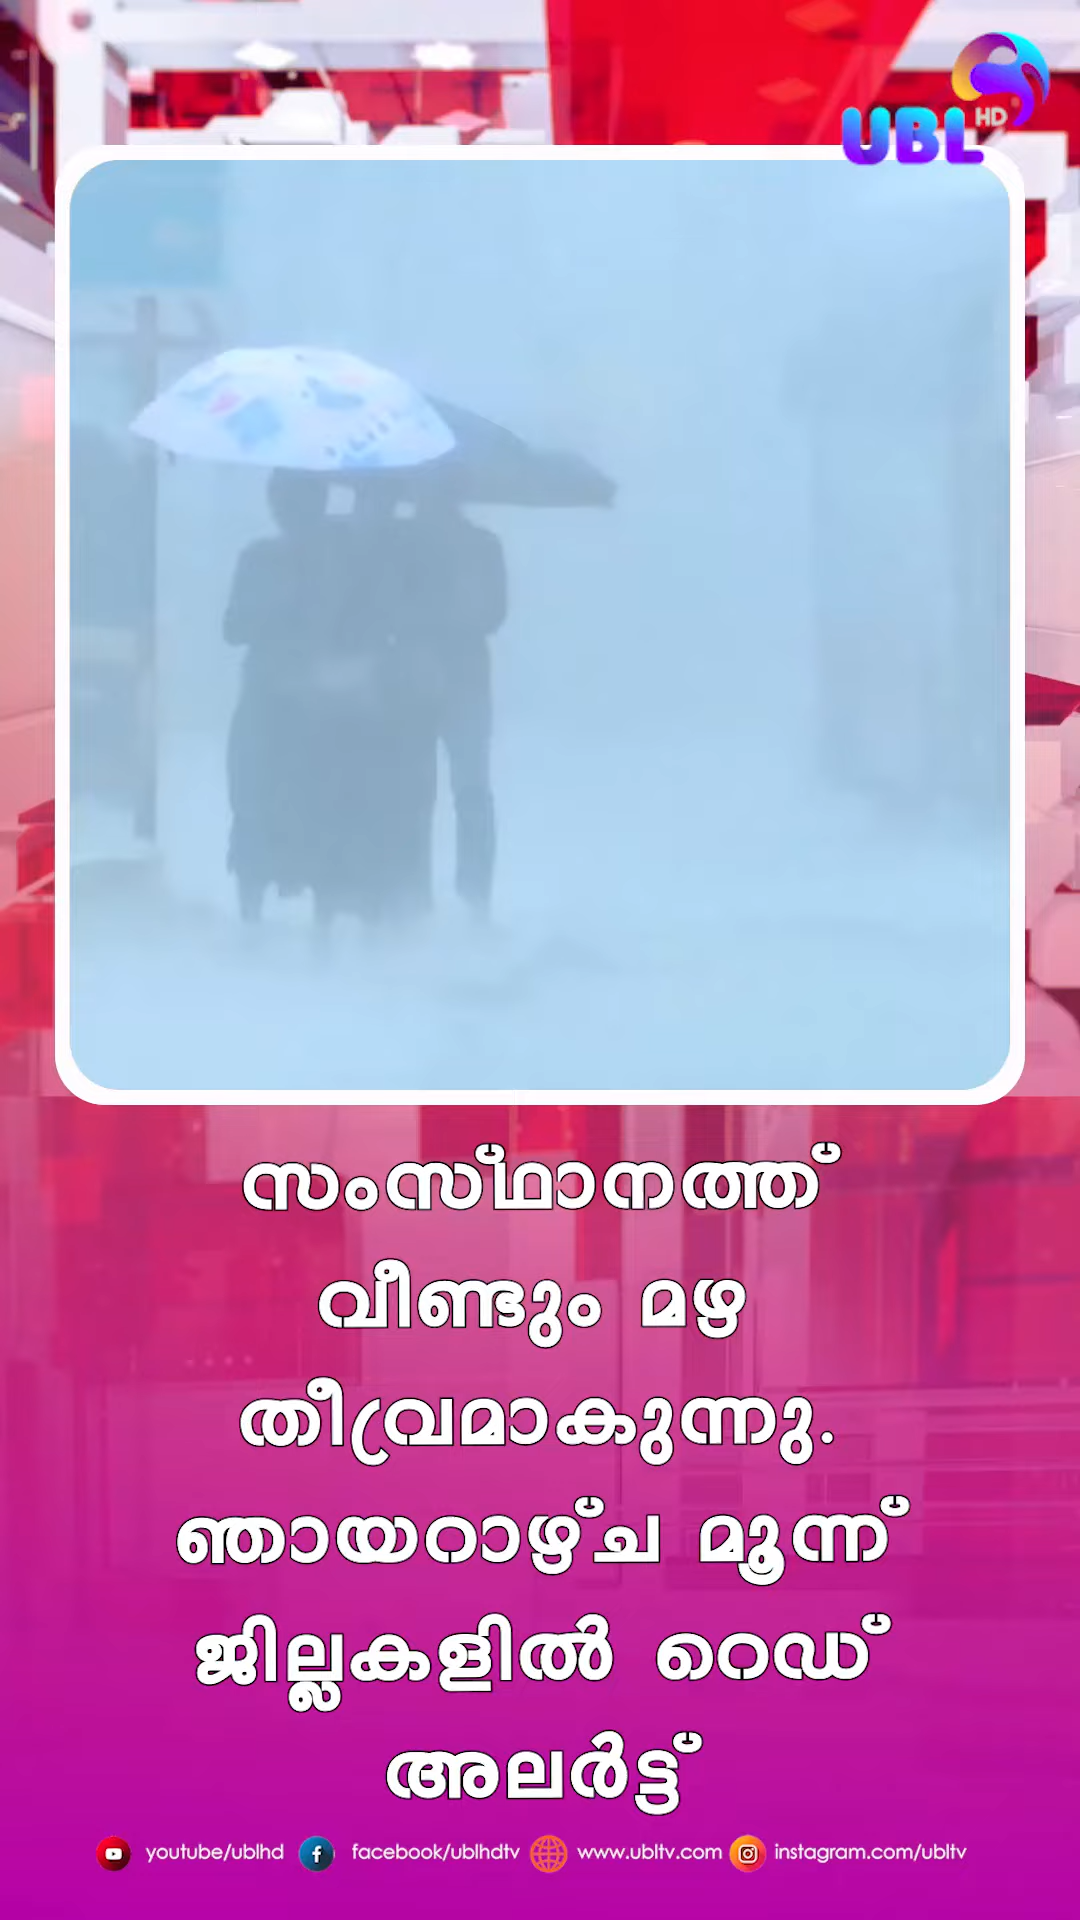 UBL HD
സംസ്ഥാനത്ത്
വീണ്ടും മഴ
തീവ്രമാകുന്നു.
ഞായറാഴ്ച മൂന്ന്
ജില്ലകളിൽ റെഡ്
അലർട്ട്
youtube/ublhd facebook/ublhdtv www.ubltv.com instagram.com/ubltv